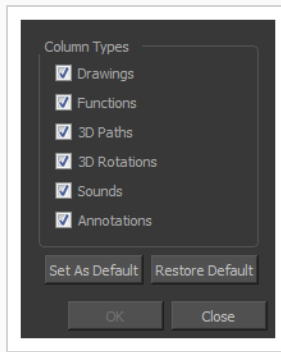 Column Types
Drawings
Functions
3D Paths
3D Rotations
Sounds
Annotations
Set As Default Restore Default
OK Close